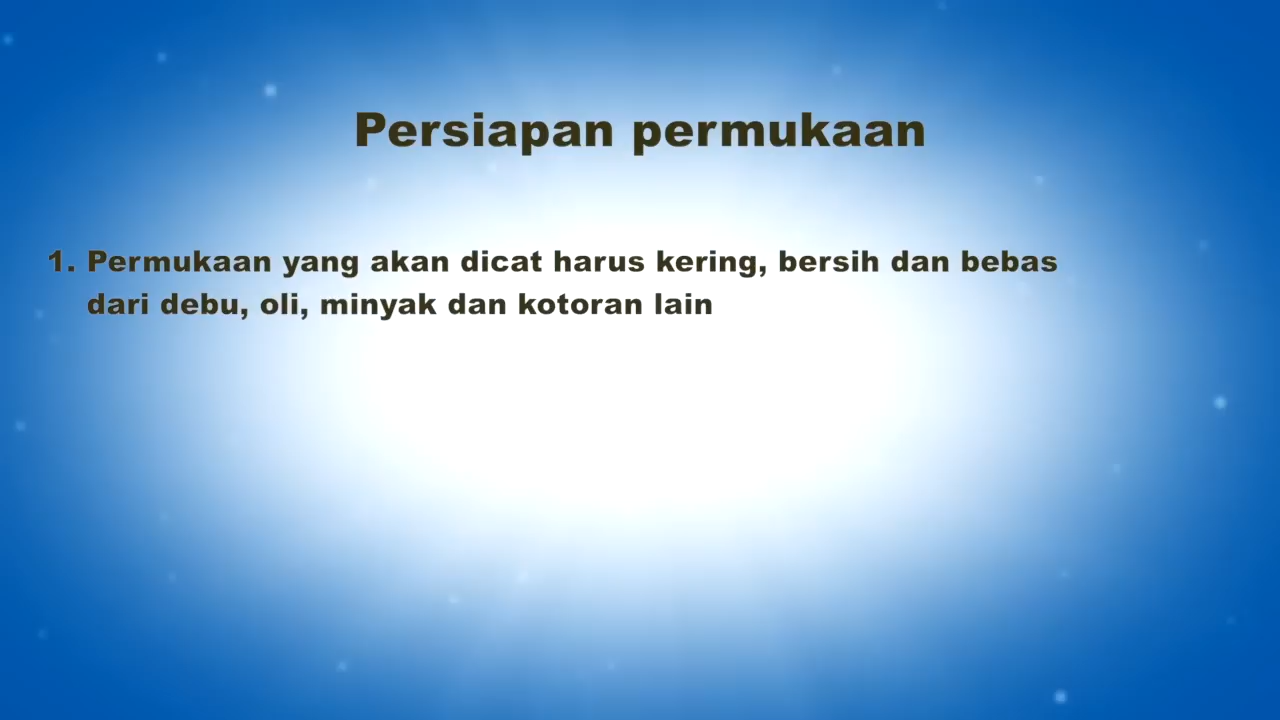 Persiapan permukaan
1. Permukaan yang akan dicat harus kering, bersih dan bebas
dari debu, oli, minyak dan kotoran lain